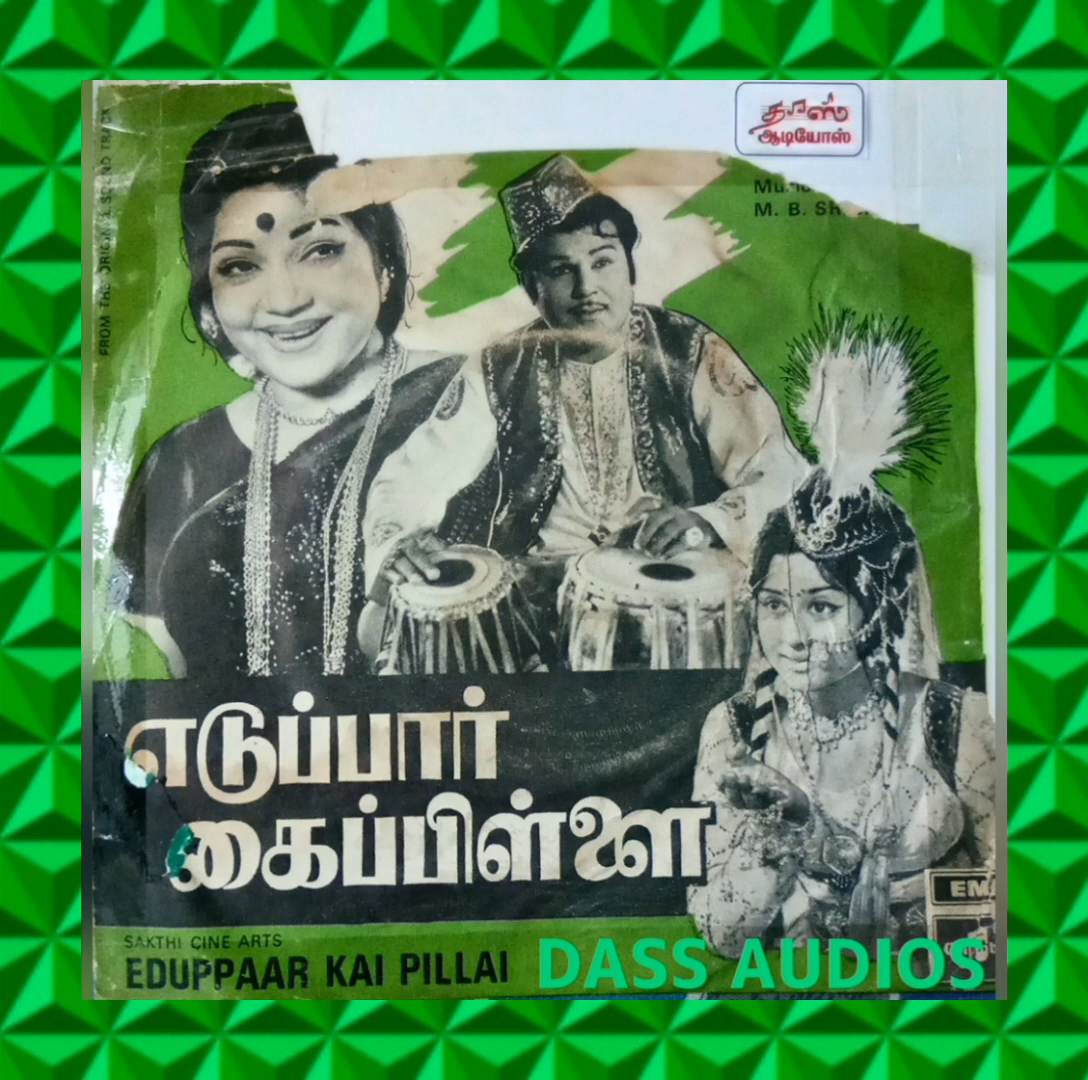 FROM THE ORIGINAL SOUND TRACK
தாஸ்
ஆடியோஸ்
M. B.
எடுப்பார்
கைப்பிள்ளை
SAKTHI CINE ARTS
EDUPPAAR KAI PILLAI
DASS AUDIOS